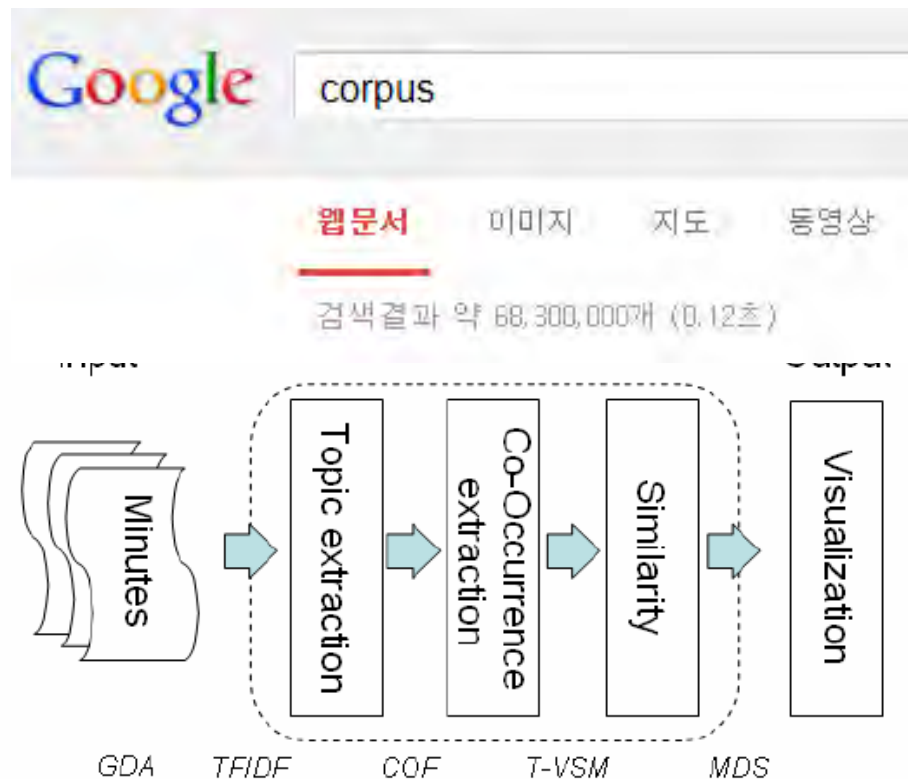 Google corpus
웹문서 이미지 지도 동영상
검색결과 약 68,300,000개 (0.12초)
Input Output
Minutes
Topic extraction
Co-Occurrence
extraction
Similarity
Visualization
GDA TFIDF COF T-VSM MDS